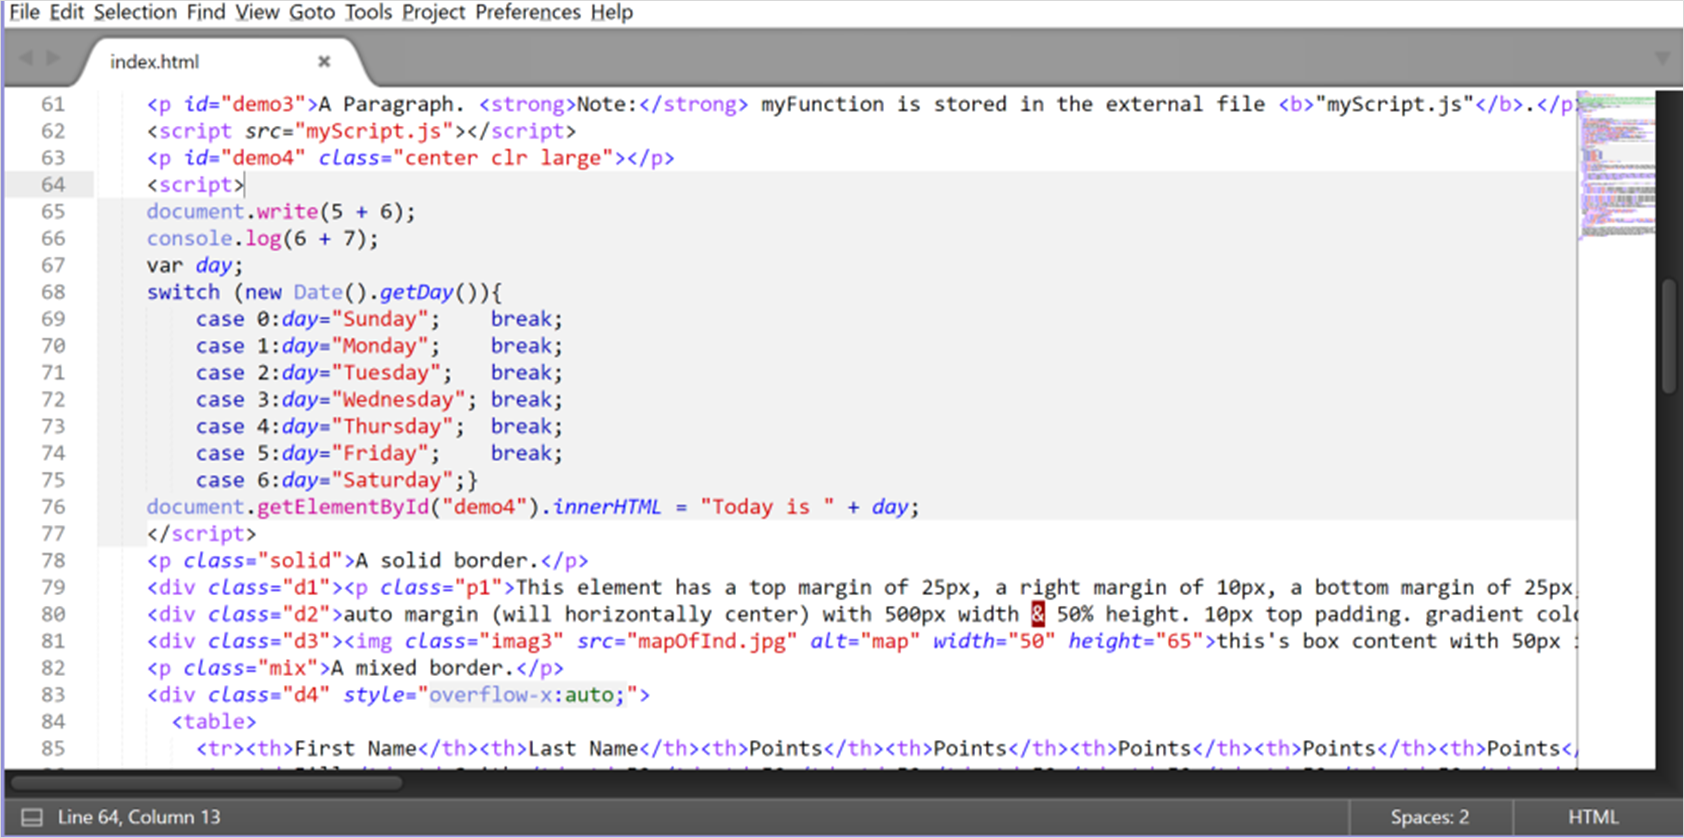 File Edit Selection Find View Goto Tools Project Preferences Help
index.html ×
61 <p id="demo3">A Paragraph. <strong>Note:</strong> myFunction is stored in the external file <b>"myScript.js"</b>.</p
62 <script src="myScript.js"></script>
63 <p id="demo4" class="center clr large"></p>
64 <script>
65 document.write(5 + 6);
66 console.log(6 + 7);
67 var day;
68 switch (new Date().getDay()){
69     case 0:day="Sunday";    break;
70     case 1:day="Monday";    break;
71     case 2:day="Tuesday";   break;
72     case 3:day="Wednesday"; break;
73     case 4:day="Thursday";  break;
74     case 5:day="Friday";    break;
75     case 6:day="Saturday";}
76 document.getElementById("demo4").innerHTML = "Today is " + day;
77 </script>
78 <p class="solid">A solid border.</p>
79 <div class="d1"><p class="p1">This element has a top margin of 25px, a right margin of 10px, a bottom margin of 25px
80 <div class="d2">auto margin (will horizontally center) with 500px width & 50% height. 10px top padding. gradient col
81 <div class="d3"><img class="imag3" src="mapOfInd.jpg" alt="map" width="50" height="65">this's box content with 50px
82 <p class="mix">A mixed border.</p>
83 <div class="d4" style="overflow-x:auto;">
84   <table>
85     <tr><th>First Name</th><th>Last Name</th><th>Points</th><th>Points</th><th>Points</th><th>Points</th><th>Points</
Line 64, Column 13 Spaces: 2 HTML